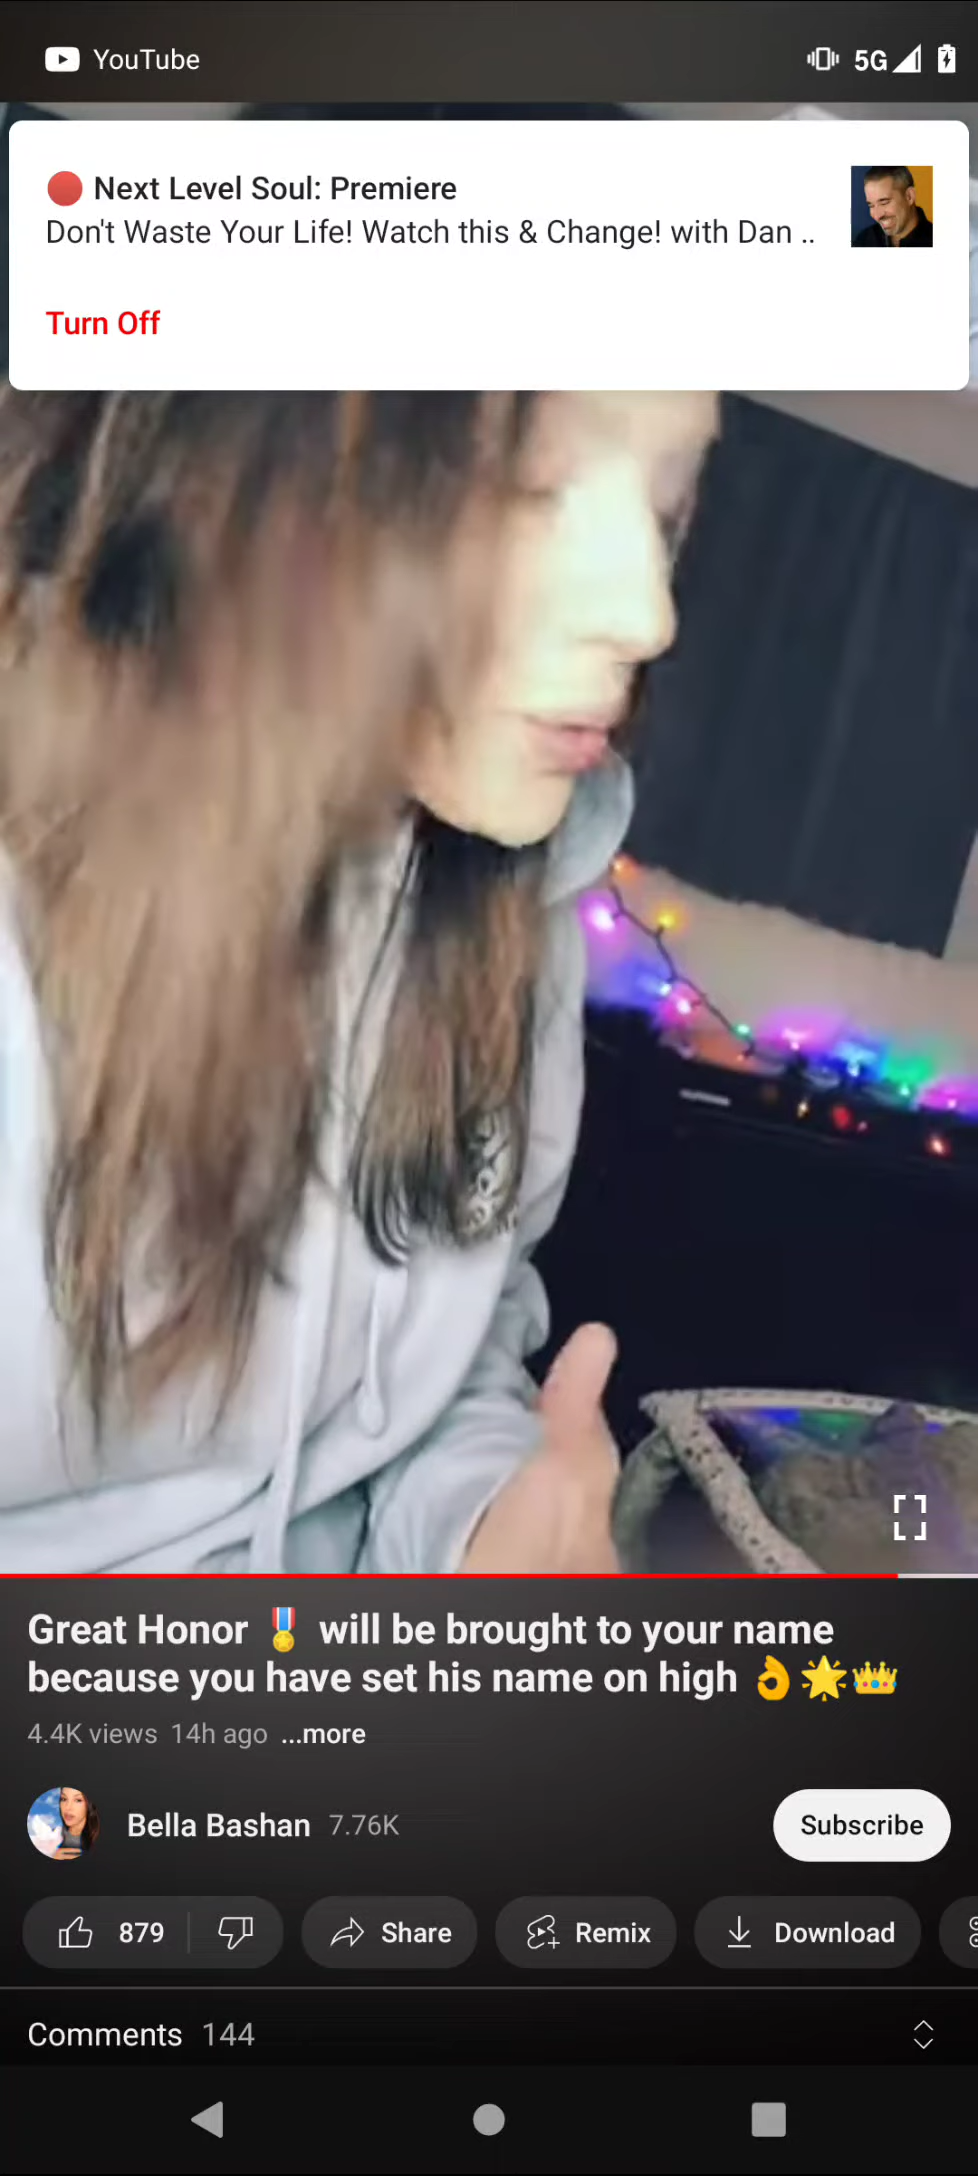 YouTube
5G
🔴 Next Level Soul: Premiere
Don't Waste Your Life! Watch this & Change! with Dan ..
Turn Off
Great Honor 🎖️ will be brought to your name
because you have set his name on high 👌🌟👑
4.4K views 14h ago ...more
Bella Bashan 7.76K
Subscribe
879 Share Remix Download
Comments 144